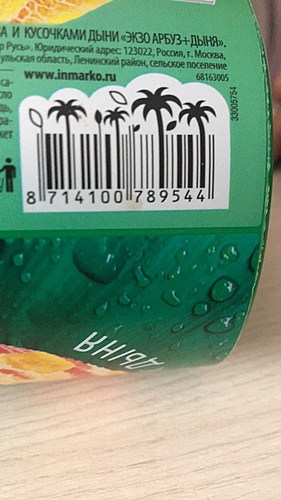 И КУСОЧКАМИ ДЫНИ «ЭКЗО АРБУЗ+ДЫНЯ».
Русь». Юридический адрес: 123022, Россия, г. Москва,
Тульская область, Ленинский район, сельское поселение
www.inmarko.ru
68163005
33005754
8 714100 789544
ДЫНЯ